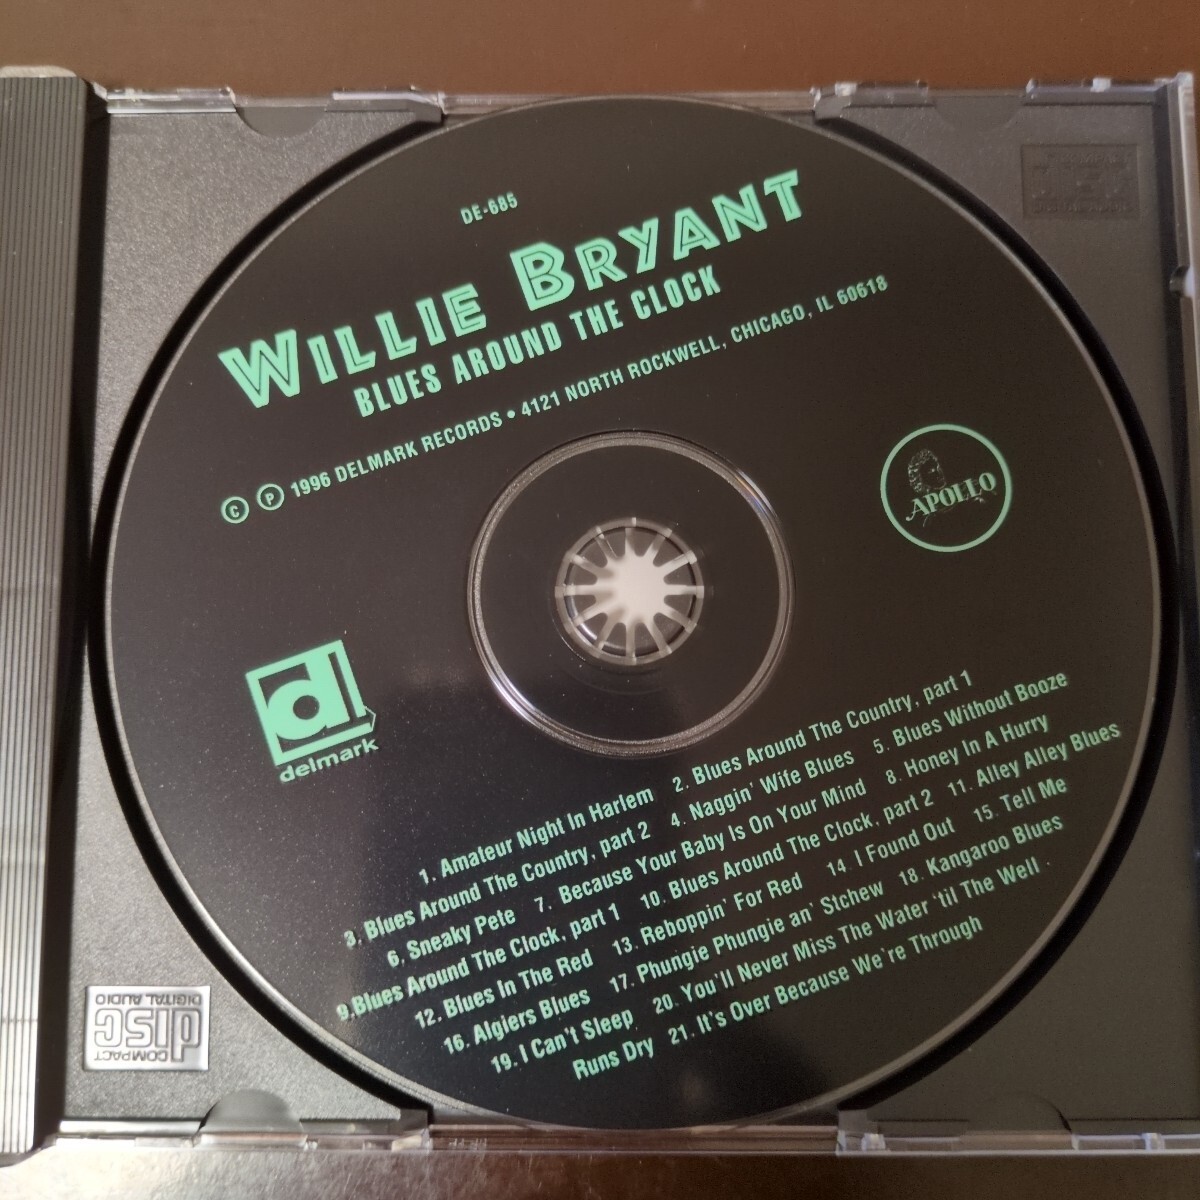 DE-685
WILLIE BRYANT
BLUES AROUND THE CLOCK
© ℗ 1996 DELMARK RECORDS • 4121 NORTH ROCKWELL, CHICAGO, IL 60618
APOLLO
d
delmark
1. Amateur Night In Harlem 2. Blues Around The Country, part 1
3. Blues Around The Country, part 2 4. Naggin' Wife Blues 5. Blues Without Booze
6. Sneaky Pete 7. Because Your Baby Is On Your Mind 8. Honey In A Hurry
9.Blues Around The Clock, part 1 10. Blues Around The Clock, part 2 11. Alley Alley Blues
12. Blues In The Red 13. Reboppin' For Red 14. I Found Out 15. Tell Me
16. Algiers Blues 17. Phungie Phungie an' Stchew 18. Kangaroo Blues
19. I Can't Sleep 20. You'll Never Miss The Water 'til The Well
Runs Dry 21. It's Over Because We're Through
COMPACT
disc
DIGITAL AUDIO